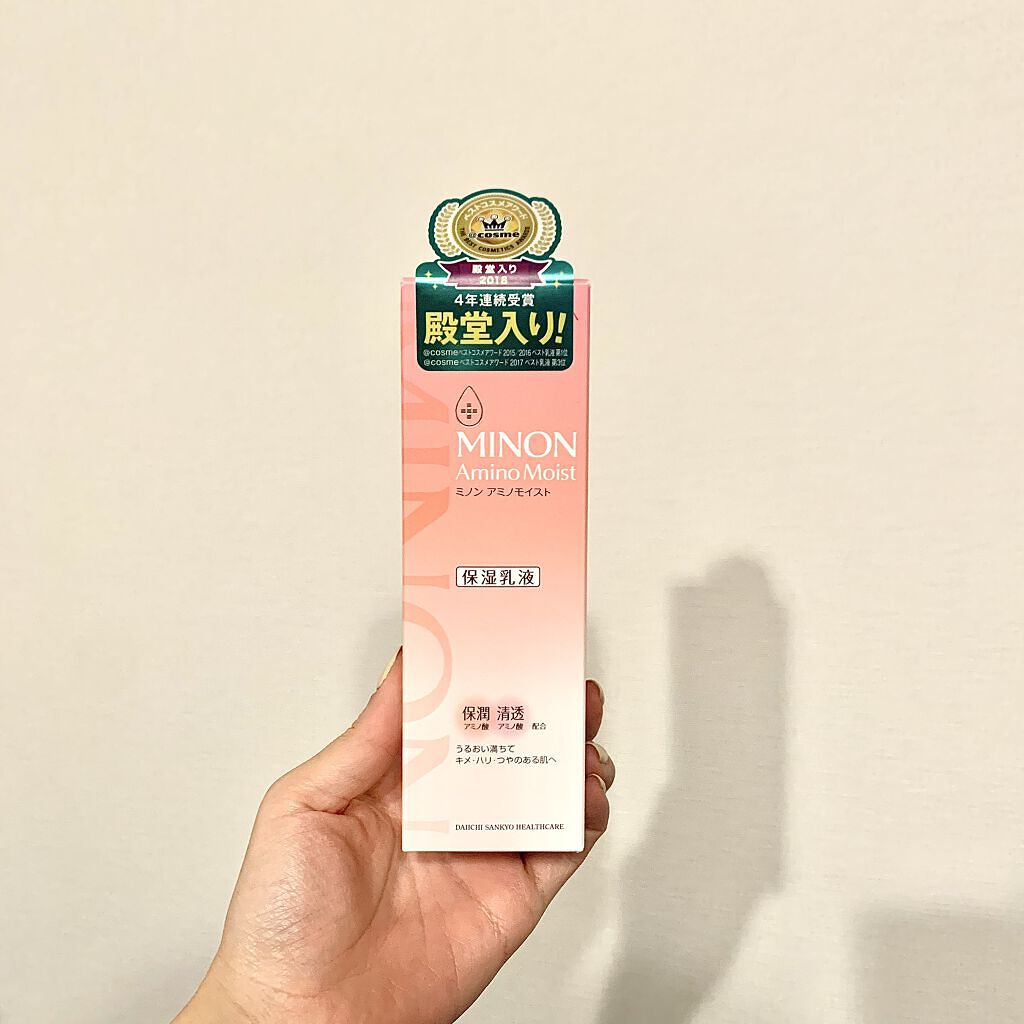 ベストコスメアワード
@cosme
THE BEST COSMETICS AWARDS
殿堂入り
2018
4年連続受賞
殿堂入り!
@cosmeベストコスメアワード2015/2016 ベスト乳液 第1位
@cosmeベストコスメアワード2017 ベスト乳液 第3位
MINON
MINON
Amino Moist
ミノン アミノモイスト
保湿乳液
保潤 清透
アミノ酸 アミノ酸 配合
うるおい満ちて
キメ・ハリ・つやのある肌へ
DAIICHI SANKYO HEALTHCARE